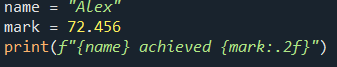 name = "Alex"
mark = 72.456
print(f"{name} achieved {mark:.2f}")